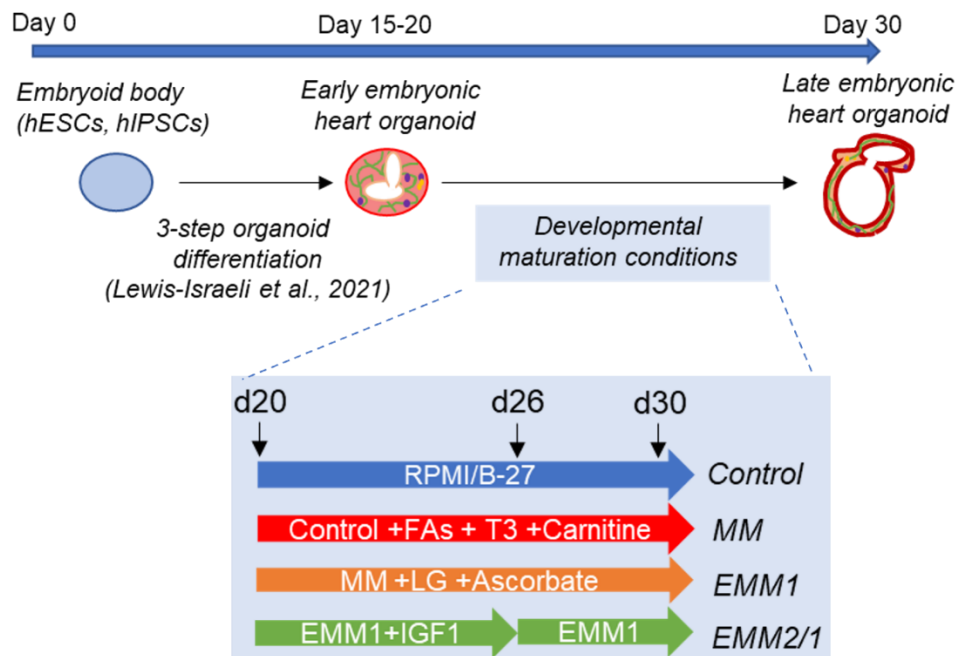 Day 0
Day 15-20
Day 30
Embryoid body
(hESCs, hIPSCs)
Early embryonic
heart organoid
Late embryonic
heart organoid
3-step organoid
differentiation
(Lewis-Israeli et al., 2021)
Developmental
maturation conditions
d20
d26
d30
RPMI/B-27
Control
Control +FAs + T3 +Carnitine
MM
MM +LG +Ascorbate
EMM1
EMM1+IGF1
EMM1
EMM2/1